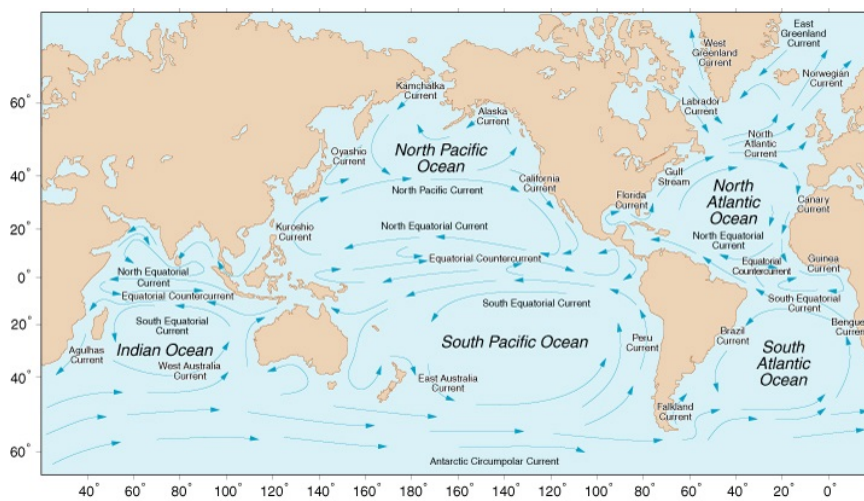 East
Greenland
Current
West
Greenland
Current
Norwegian
Current
Kamchatka
Current
60°
Alaska
Current
Labrador
Current
Oyashio
Current
North Pacific
Ocean
North
Atlantic
Current
40°
North Pacific Current
California
Current
Gulf
Stream
Florida
Current
North
Atlantic
Ocean
Canary
Current
20°
Kuroshio
Current
North Equatorial Current
North Equatorial
Current
0°
North Equatorial
Current
Equatorial Countercurrent
Equatorial
Countercurrent
Guinea
Current
Equatorial Countercurrent
South Equatorial Current
South Equatorial
Current
20°
South Equatorial
Current
Agulhas
Current
Indian Ocean
South Pacific Ocean
Peru
Current
Brazil
Current
South
Atlantic
Ocean
Current
West Australia
Current
40°
East Australia
Current
Falkland
Current
60°
Antarctic Circumpolar Current
40° 60° 80° 100° 120° 140° 160° 180° 160° 140° 120° 100° 80° 60° 40° 20° 0°